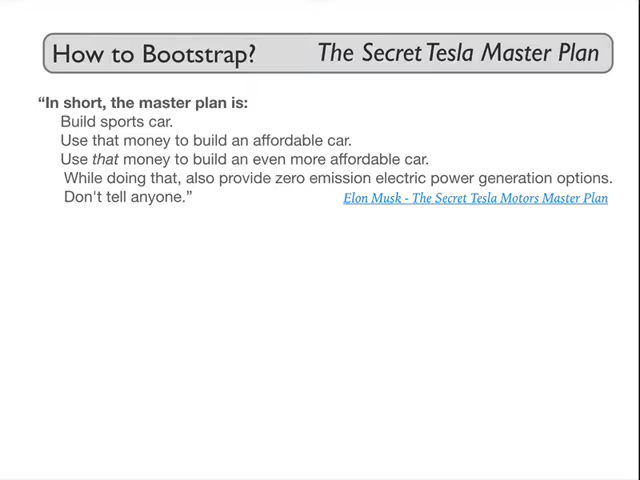 How to Bootstrap? The Secret Tesla Master Plan
“In short, the master plan is:
Build sports car.
Use that money to build an affordable car.
Use that money to build an even more affordable car.
While doing that, also provide zero emission electric power generation options.
Don't tell anyone.” Elon Musk - The Secret Tesla Motors Master Plan